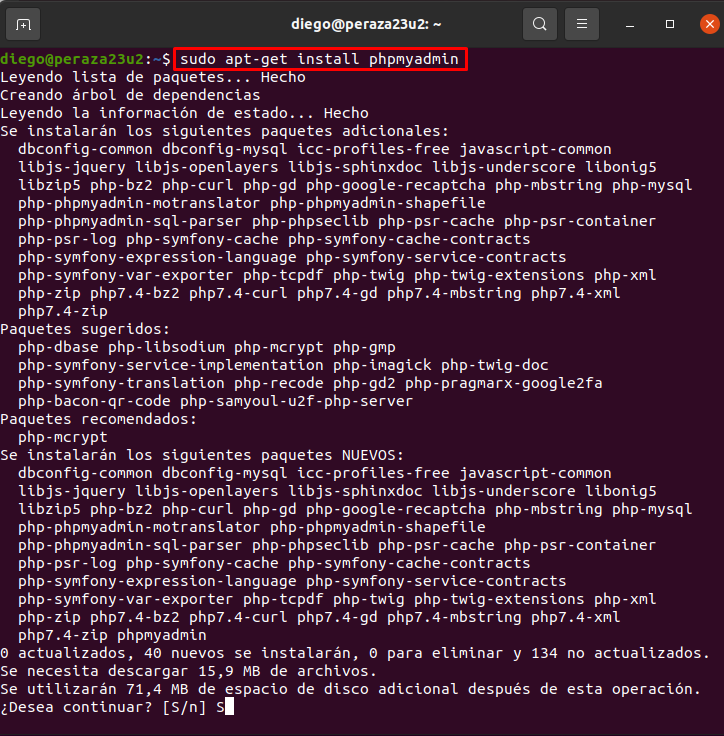 diego@peraza23u2: ~
diego@peraza23u2:~$ sudo apt-get install phpmyadmin
Leyendo lista de paquetes... Hecho
Creando árbol de dependencias
Leyendo la información de estado... Hecho
Se instalarán los siguientes paquetes adicionales:
  dbconfig-common dbconfig-mysql icc-profiles-free javascript-common
  libjs-jquery libjs-openlayers libjs-sphinxdoc libjs-underscore libonig5
  libzip5 php-bz2 php-curl php-gd php-google-recaptcha php-mbstring php-mysql
  php-phpmyadmin-motranslator php-phpmyadmin-shapefile
  php-phpmyadmin-sql-parser php-phpseclib php-psr-cache php-psr-container
  php-psr-log php-symfony-cache php-symfony-cache-contracts
  php-symfony-expression-language php-symfony-service-contracts
  php-symfony-var-exporter php-tcpdf php-twig php-twig-extensions php-xml
  php-zip php7.4-bz2 php7.4-curl php7.4-gd php7.4-mbstring php7.4-xml
  php7.4-zip
Paquetes sugeridos:
  php-dbase php-libsodium php-mcrypt php-gmp
  php-symfony-service-implementation php-imagick php-twig-doc
  php-symfony-translation php-recode php-gd2 php-pragmarx-google2fa
  php-bacon-qr-code php-samyoul-u2f-php-server
Paquetes recomendados:
  php-mcrypt
Se instalarán los siguientes paquetes NUEVOS:
  dbconfig-common dbconfig-mysql icc-profiles-free javascript-common
  libjs-jquery libjs-openlayers libjs-sphinxdoc libjs-underscore libonig5
  libzip5 php-bz2 php-curl php-gd php-google-recaptcha php-mbstring php-mysql
  php-phpmyadmin-motranslator php-phpmyadmin-shapefile
  php-phpmyadmin-sql-parser php-phpseclib php-psr-cache php-psr-container
  php-psr-log php-symfony-cache php-symfony-cache-contracts
  php-symfony-expression-language php-symfony-service-contracts
  php-symfony-var-exporter php-tcpdf php-twig php-twig-extensions php-xml
  php-zip php7.4-bz2 php7.4-curl php7.4-gd php7.4-mbstring php7.4-xml
  php7.4-zip phpmyadmin
0 actualizados, 40 nuevos se instalarán, 0 para eliminar y 134 no actualizados.
Se necesita descargar 15,9 MB de archivos.
Se utilizarán 71,4 MB de espacio de disco adicional después de esta operación.
¿Desea continuar? [S/n] S